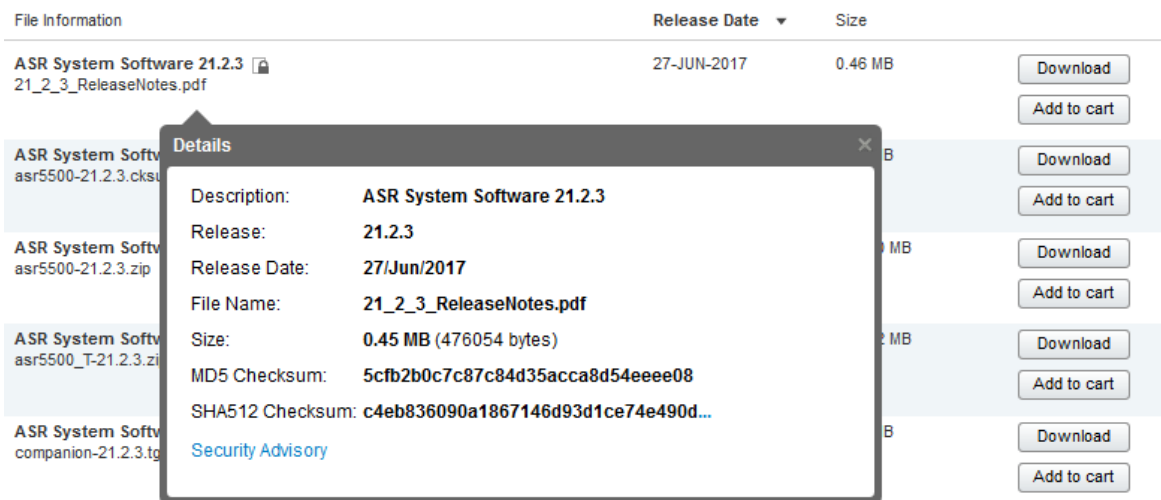 File Information Release Date Size
ASR System Software 21.2.3
21_2_3_ReleaseNotes.pdf
27-JUN-2017 0.46 MB
Download
Add to cart
Details
ASR System Softw
asr5500-21.2.3.cksu
B
Download
Add to cart
Description: ASR System Software 21.2.3
Release: 21.2.3
ASR System Softw
asr5500-21.2.3.zip
MB
Download
Add to cart
Release Date: 27/Jun/2017
File Name: 21_2_3_ReleaseNotes.pdf
ASR System Softw
asr5500_T-21.2.3.zi
2 MB
Download
Add to cart
Size: 0.45 MB (476054 bytes)
MD5 Checksum: 5cfb2b0c7c87c84d35acca8d54eeee08
SHA512 Checksum: c4eb836090a1867146d93d1ce74e490d...
ASR System Softw
companion-21.2.3.tg
B
Download
Add to cart
Security Advisory